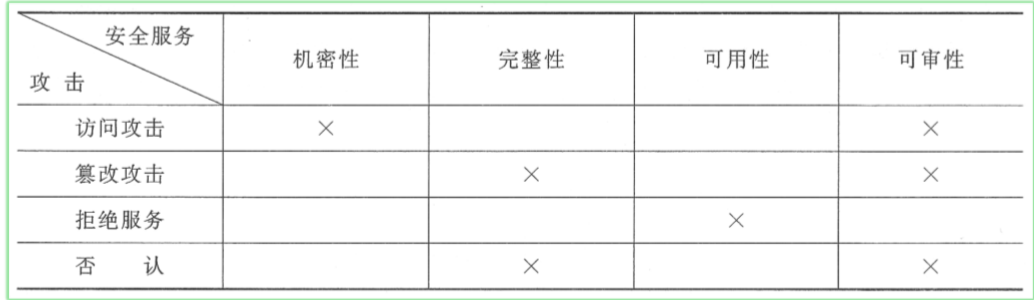 安全服务
攻 击
机密性 完整性 可用性 可审性
访问攻击 × ×
篡改攻击 × ×
拒绝服务 ×
否 认 × ×